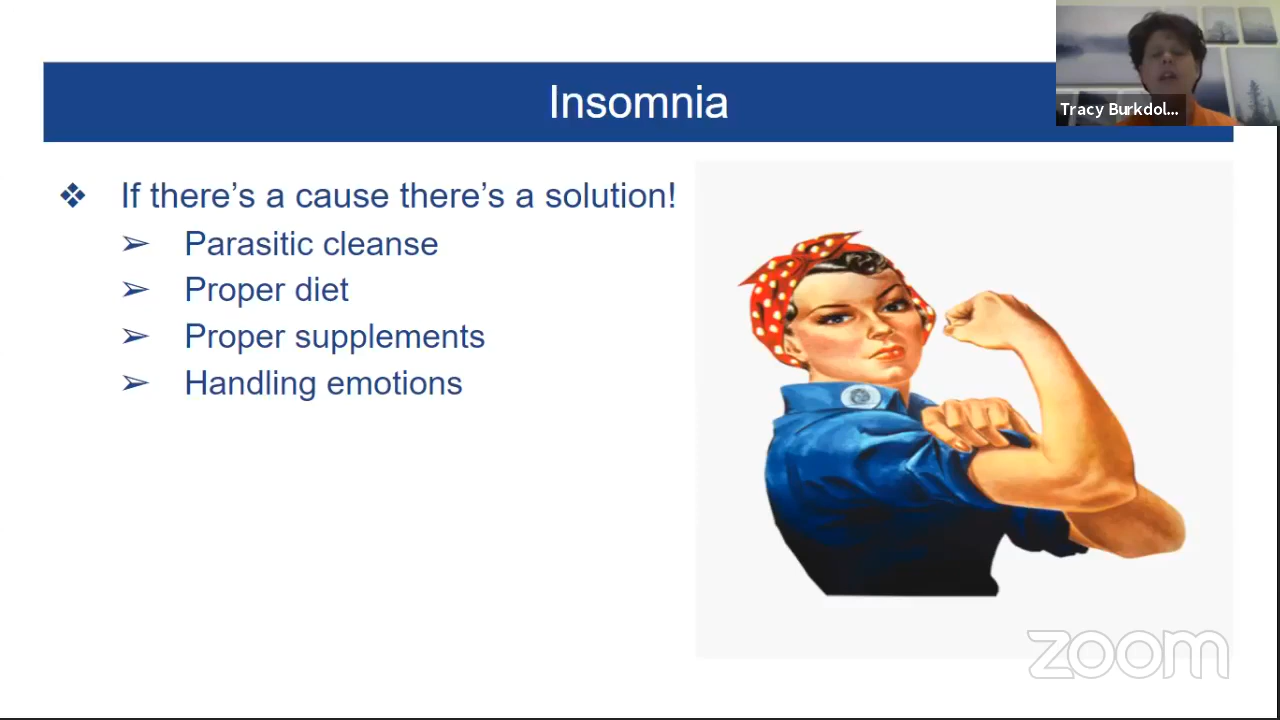 Insomnia
Tracy Burkdol...
❖ If there's a cause there's a solution!
➢ Parasitic cleanse
➢ Proper diet
➢ Proper supplements
➢ Handling emotions
zoom